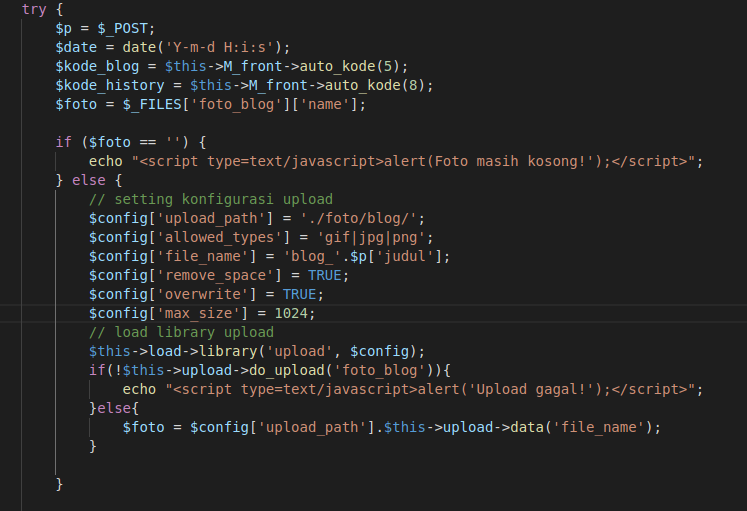 try {
$p = $_POST;
$date = date('Y-m-d H:i:s');
$kode_blog = $this->M_front->auto_kode(5);
$kode_history = $this->M_front->auto_kode(8);
$foto = $_FILES['foto_blog']['name'];
if ($foto == '') {
echo "<script type=text/javascript>alert(Foto masih kosong!');</script>";
} else {
// setting konfigurasi upload
$config['upload_path'] = './foto/blog/';
$config['allowed_types'] = 'gif|jpg|png';
$config['file_name'] = 'blog_'.$p['judul'];
$config['remove_space'] = TRUE;
$config['overwrite'] = TRUE;
$config['max_size'] = 1024;
// load library upload
$this->load->library('upload', $config);
if(!$this->upload->do_upload('foto_blog')){
echo "<script type=text/javascript>alert('Upload gagal!');</script>";
}else{
$foto = $config['upload_path'].$this->upload->data('file_name');
}
}